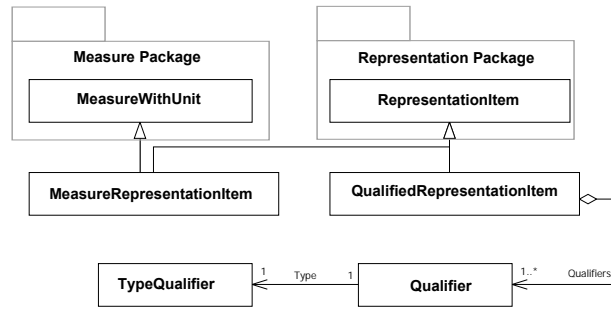 Measure Package
Representation Package
MeasureWithUnit
RepresentationItem
MeasureRepresentationItem
QualifiedRepresentationItem
TypeQualifier
1
Type
1
Qualifier
1..*
Qualifiers